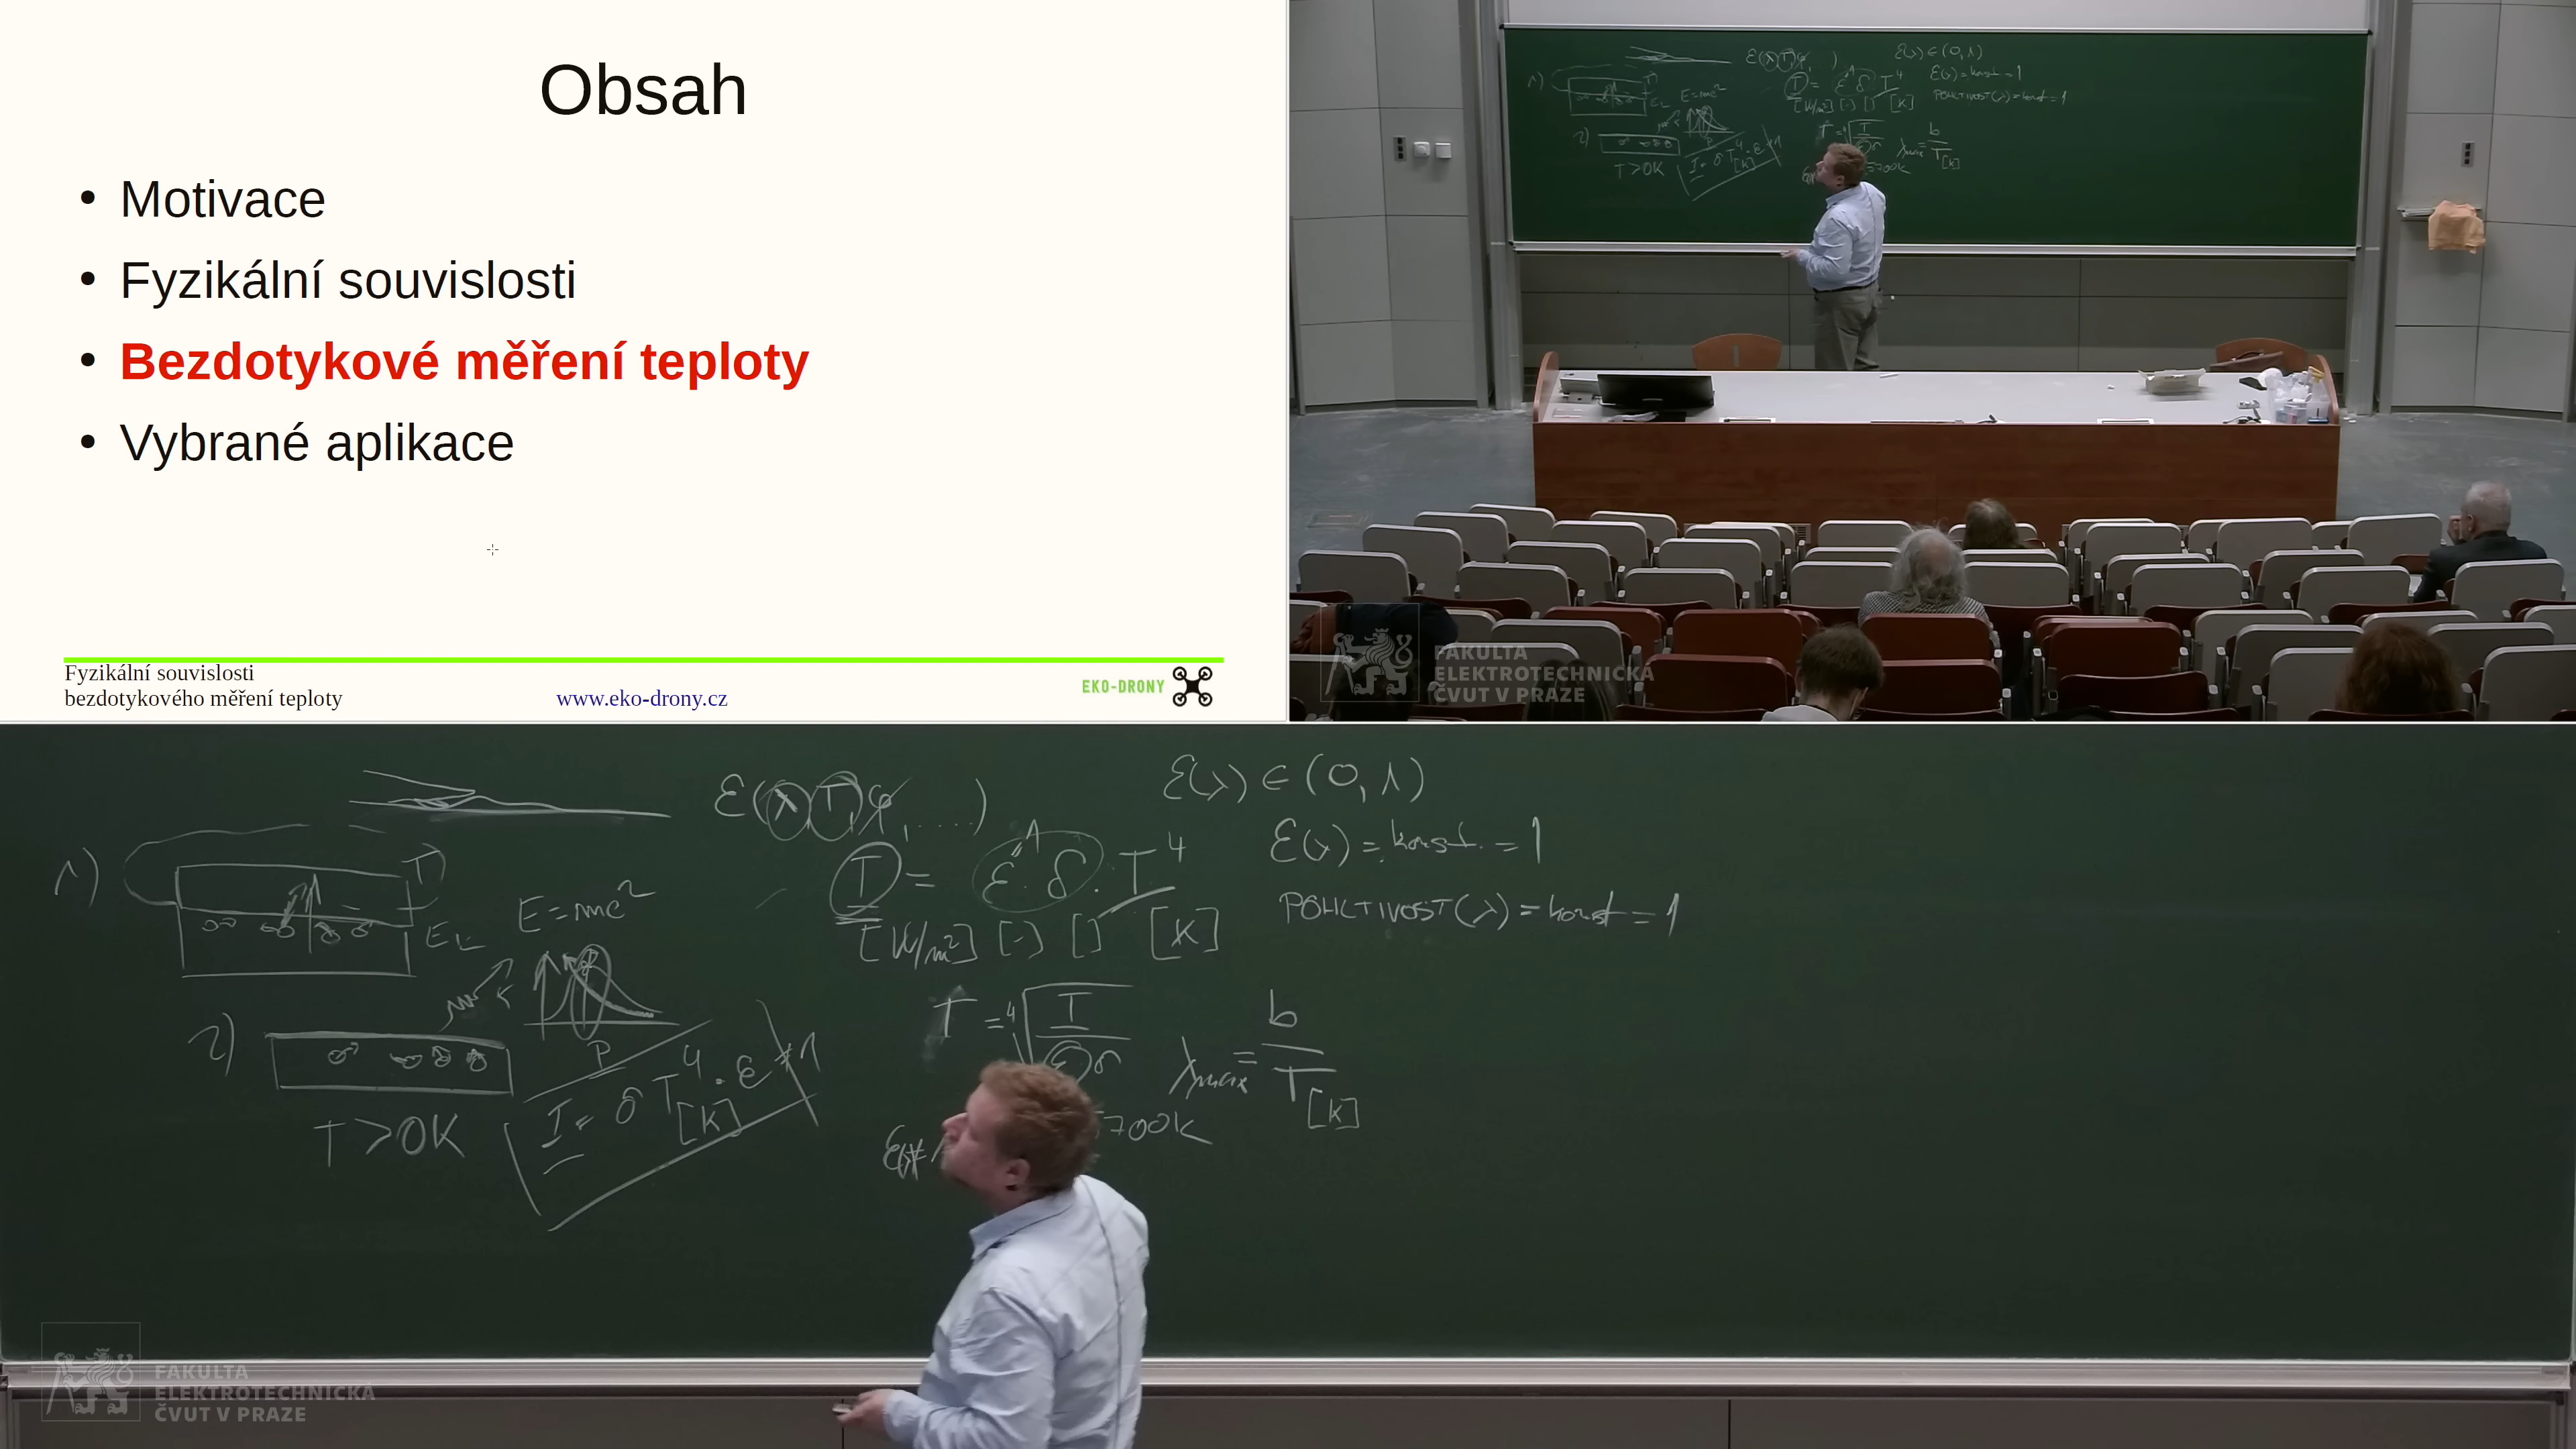 Obsah
• Motivace
• Fyzikální souvislosti
• Bezdotykové měření teploty
• Vybrané aplikace
Fyzikální souvislosti
bezdotykového měření teploty
www.eko-drony.cz
EKO-DRONY
FAKULTA
ELEKTROTECHNICKÁ
ČVUT V PRAZE
ε(λ, T, φ, ....)
ε(λ) ∈ (0, 1)
1)
T
I = ε · δ · T⁴
ε(λ) = konst. = 1
E = mc²
[W/m²] [-] [] [K]
POHLTIVOST(λ) = konst = 1
2)
T =
λmax = b / T [K]
I = δ T⁴ · ε
[K]
T > 0K
700K
FAKULTA
ELEKTROTECHNICKÁ
ČVUT V PRAZE